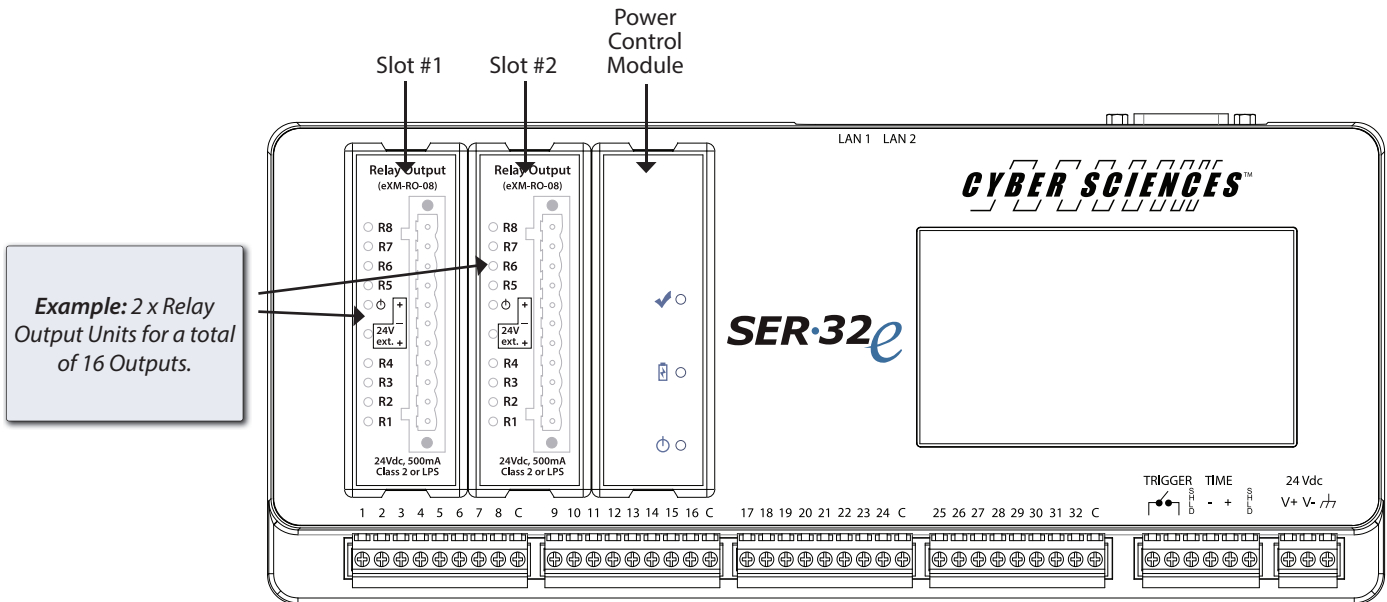 Power
Control
Module
Slot #1 Slot #2
LAN 1 LAN 2
CYBER SCIENCES™
Relay Output
(eXM-RO-08)
R8
R7
R6
R5
+
−
24V
ext. +
R4
R3
R2
R1
24Vdc, 500mA
Class 2 or LPS
Relay Output
(eXM-RO-08)
R8
R7
R6
R5
+
−
24V
ext. +
R4
R3
R2
R1
24Vdc, 500mA
Class 2 or LPS
Example: 2 x Relay
Output Units for a total
of 16 Outputs.
SER·32e
TRIGGER SHLD TIME - + SHLD
24 Vdc
V+ V-
1 2 3 4 5 6 7 8 C 9 10 11 12 13 14 15 16 C 17 18 19 20 21 22 23 24 C 25 26 27 28 29 30 31 32 C